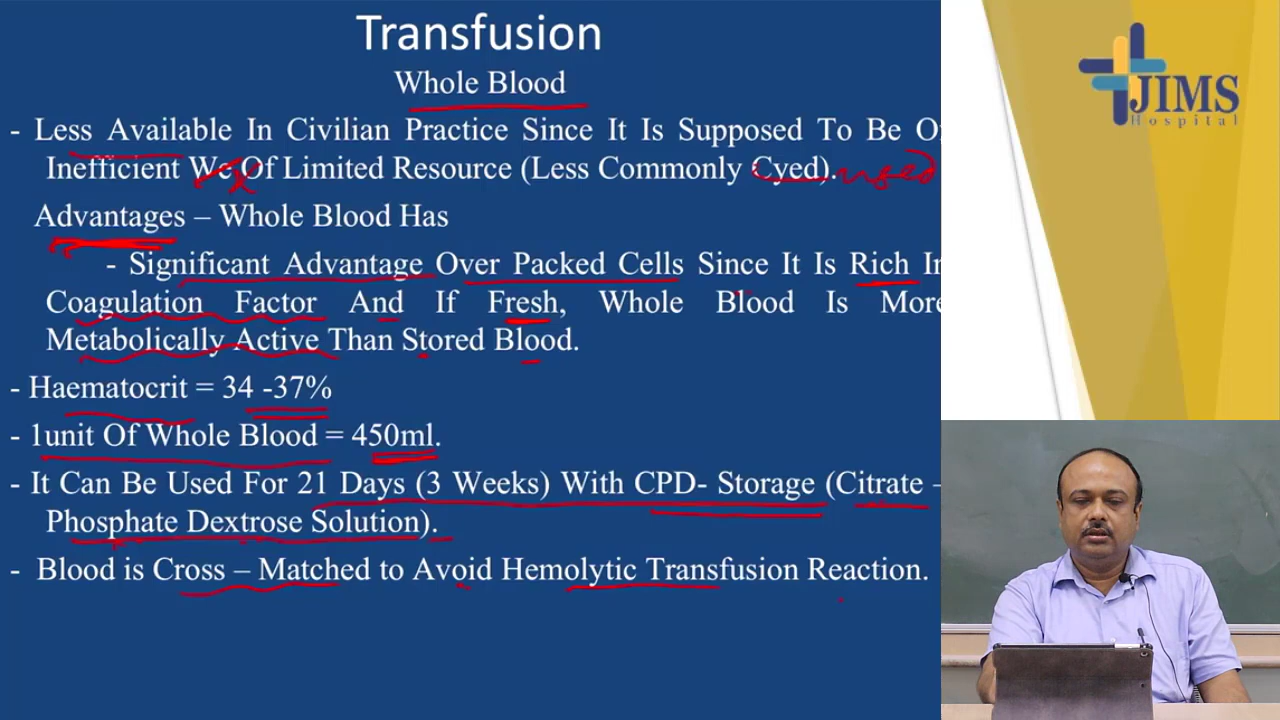 Transfusion
Whole Blood
- Less Available In Civilian Practice Since It Is Supposed To Be O
Inefficient We Of Limited Resource (Less Commonly Cyed). used
Advantages – Whole Blood Has
- Significant Advantage Over Packed Cells Since It Is Rich In
Coagulation Factor And If Fresh, Whole Blood Is More
Metabolically Active Than Stored Blood.
- Haematocrit = 34 -37%
- 1unit Of Whole Blood = 450ml.
- It Can Be Used For 21 Days (3 Weeks) With CPD- Storage (Citrate –
Phosphate Dextrose Solution).
- Blood is Cross – Matched to Avoid Hemolytic Transfusion Reaction.
JIMS
Hospital